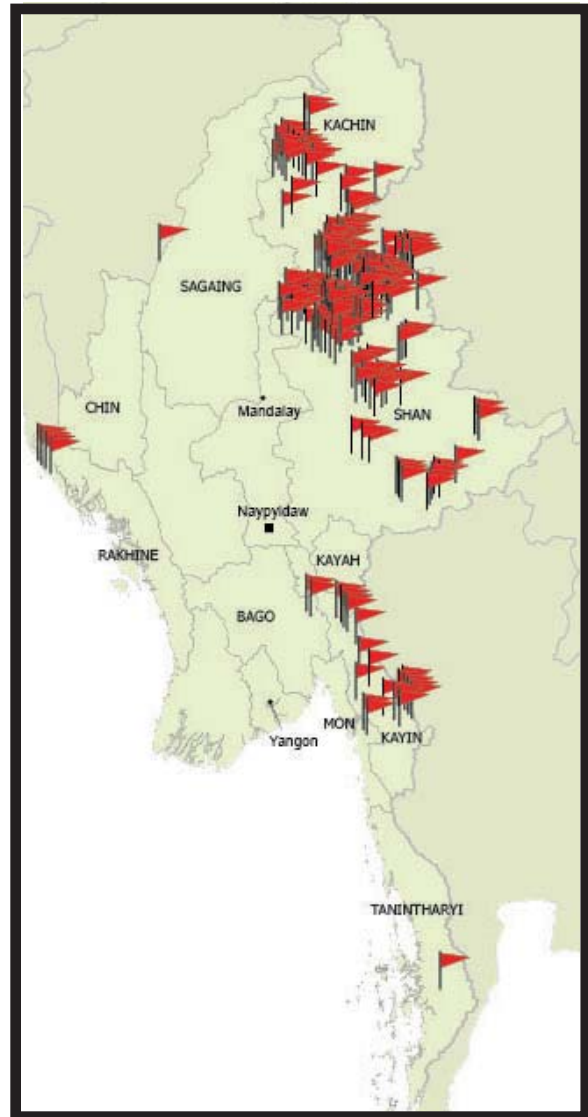 KACHIN
SAGAING
CHIN
Mandalay
SHAN
Naypyidaw
RAKHINE
KAYAH
BAGO
MON
Yangon
KAYIN
TANINTHARYI